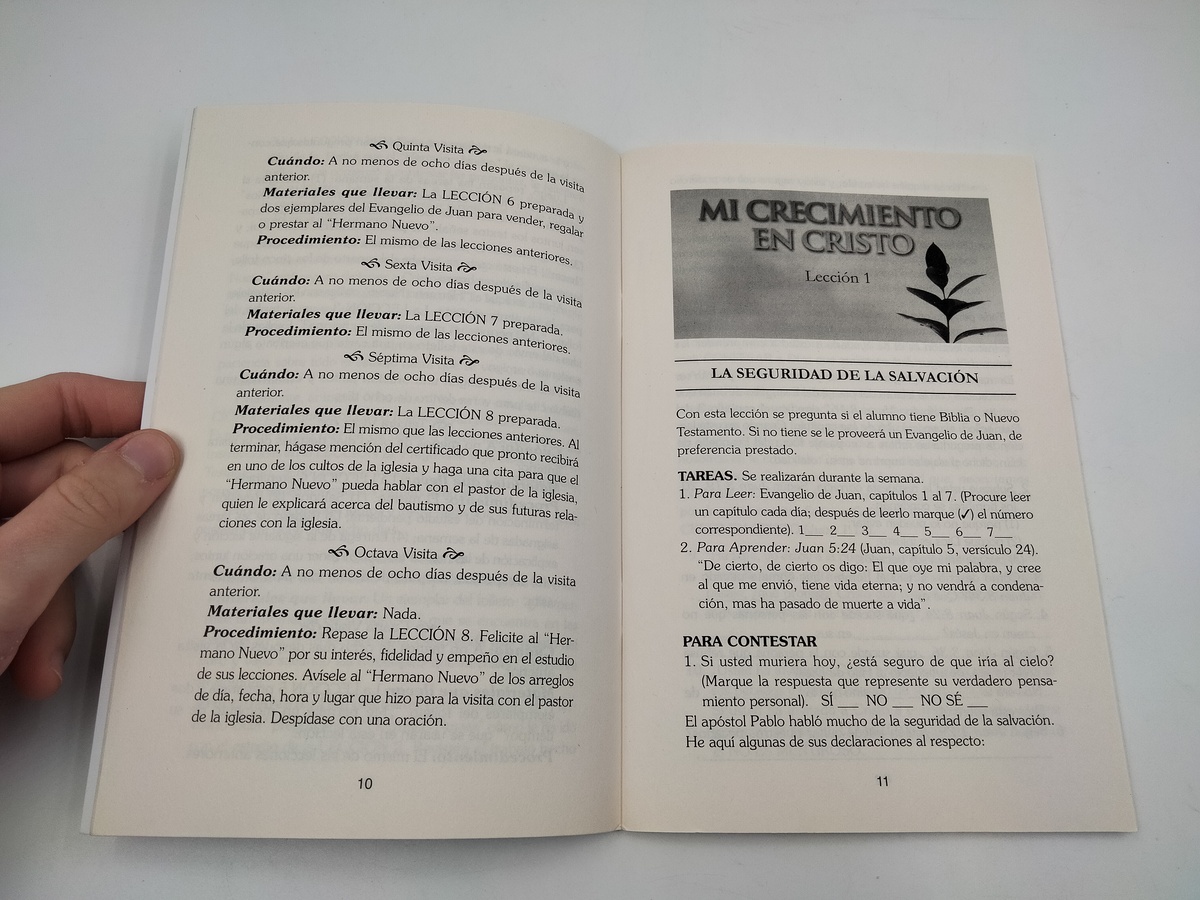 Quinta Visita
Cuándo: A no menos de ocho días después de la visita
anterior.
Materiales que llevar: La LECCIÓN 6 preparada y
dos ejemplares del Evangelio de Juan para vender, regalar
o prestar al “Hermano Nuevo”.
Procedimiento: El mismo de las lecciones anteriores.
Sexta Visita
Cuándo: A no menos de ocho días después de la visita
anterior.
Materiales que llevar: La LECCIÓN 7 preparada.
Procedimiento: El mismo de las lecciones anteriores.
Séptima Visita
Cuándo: A no menos de ocho días después de la visita
anterior.
Materiales que llevar: La LECCIÓN 8 preparada.
Procedimiento: El mismo que las lecciones anteriores. Al
terminar, hágase mención del certificado que pronto recibirá
en uno de los cultos de la iglesia y haga una cita para que el
“Hermano Nuevo” pueda hablar con el pastor de la iglesia,
quien le explicará acerca del bautismo y de sus futuras rela-
ciones con la iglesia.
Octava Visita
Cuándo: A no menos de ocho días después de la visita
anterior.
Materiales que llevar: Nada.
Procedimiento: Repase la LECCIÓN 8. Felicite al “Her-
mano Nuevo” por su interés, fidelidad y empeño en el estudio
de sus lecciones. Avísele al “Hermano Nuevo” de los arreglos
de día, fecha, hora y lugar que hizo para la visita con el pastor
de la iglesia. Despídase con una oración.
10
MI CRECIMIENTO
EN CRISTO
Lección 1
LA SEGURIDAD DE LA SALVACIÓN
Con esta lección se pregunta si el alumno tiene Biblia o Nuevo
Testamento. Si no tiene se le proveerá un Evangelio de Juan, de
preferencia prestado.
TAREAS. Se realizarán durante la semana.
1. Para Leer: Evangelio de Juan, capítulos 1 al 7. (Procure leer
un capítulo cada día; después de leerlo marque (✓) el número
correspondiente). 1__ 2__ 3__ 4__ 5__ 6__ 7__
2. Para Aprender: Juan 5:24 (Juan, capítulo 5, versículo 24).
“De cierto, de cierto os digo: El que oye mi palabra, y cree
al que me envió, tiene vida eterna; y no vendrá a condena-
ción, mas ha pasado de muerte a vida”.
PARA CONTESTAR
1. Si usted muriera hoy, ¿está seguro de que iría al cielo?
(Marque la respuesta que represente su verdadero pensa-
miento personal). SÍ __ NO __ NO SÉ __
El apóstol Pablo habló mucho de la seguridad de la salvación.
He aquí algunas de sus declaraciones al respecto:
11